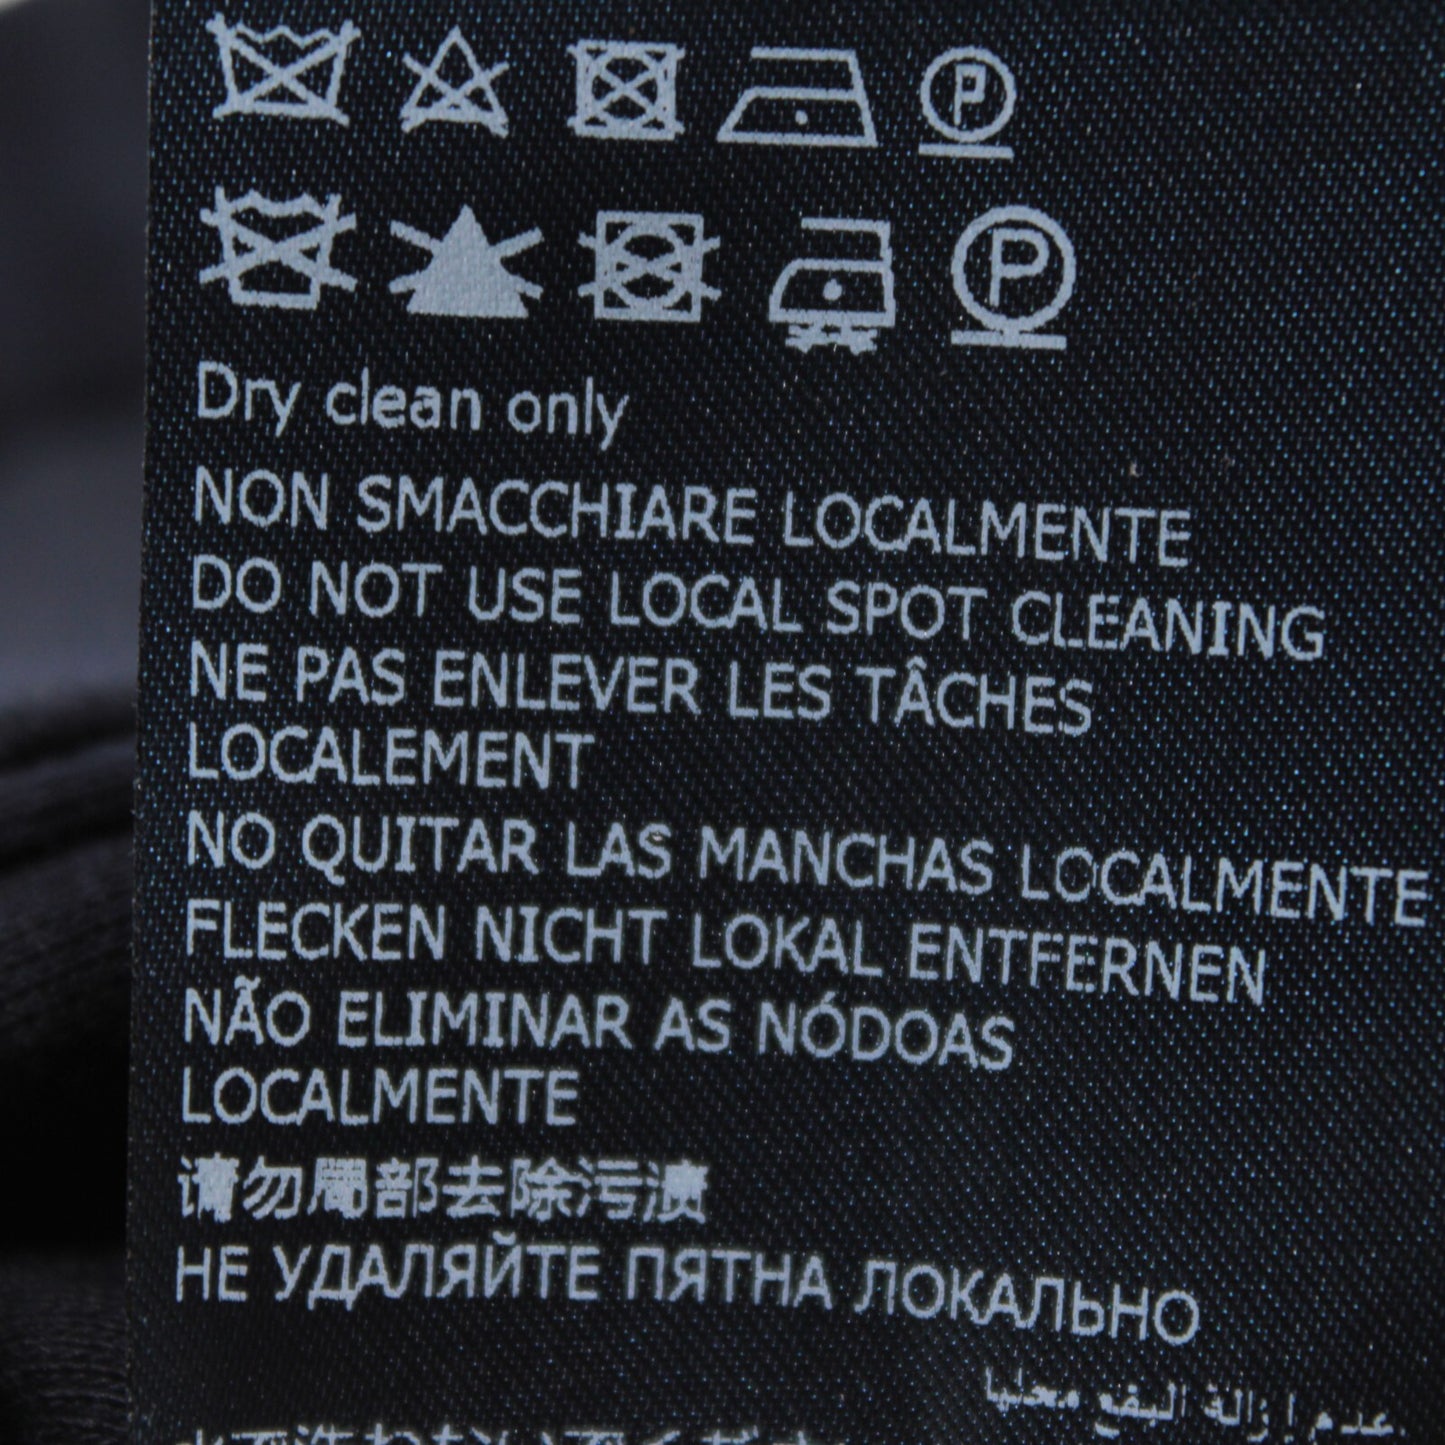 P
P
Dry clean only
NON SMACCHIARE LOCALMENTE
DO NOT USE LOCAL SPOT CLEANING
NE PAS ENLEVER LES TÂCHES
LOCALEMENT
NO QUITAR LAS MANCHAS LOCALMENTE
FLECKEN NICHT LOKAL ENTFERNEN
NÃO ELIMINAR AS NÓDOAS
LOCALMENTE
请勿局部去除污渍
НЕ УДАЛЯЙТЕ ПЯТНА ЛОКАЛЬНО
عدم إزالة البقع محليا